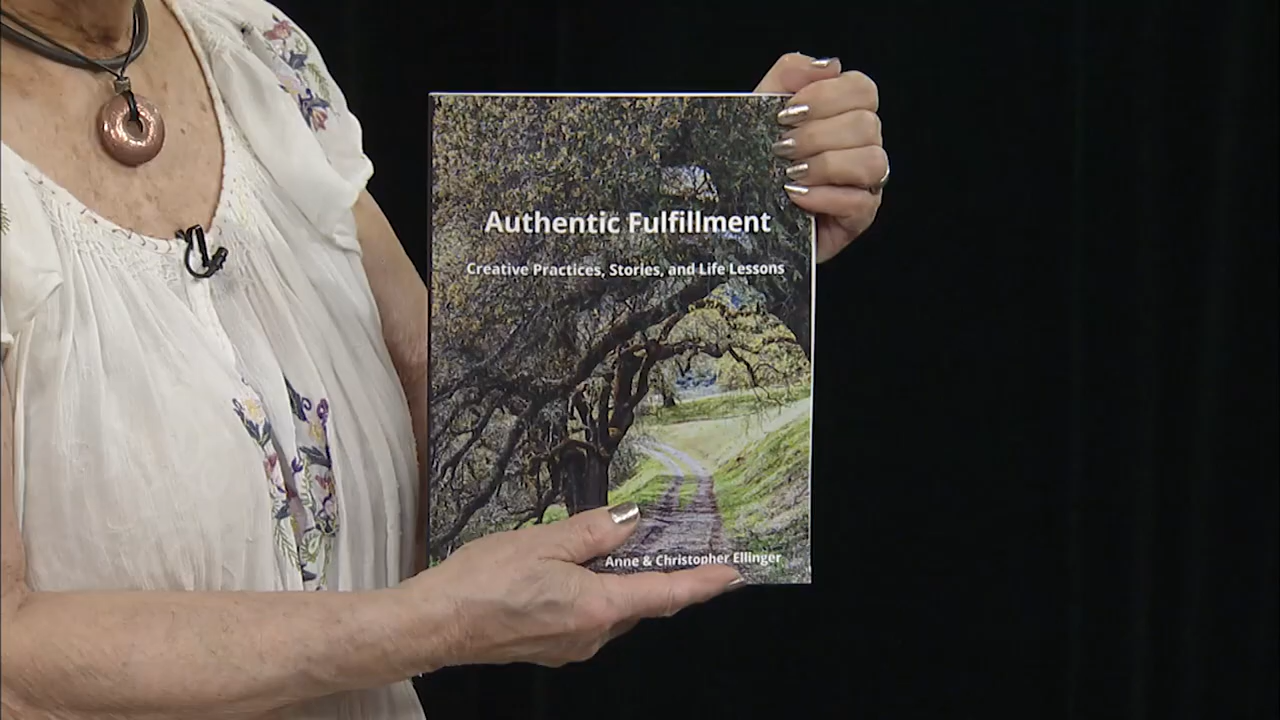 Authentic Fulfillment
Creative Practices, Stories, and Life Lessons
Anne & Christopher Ellinger